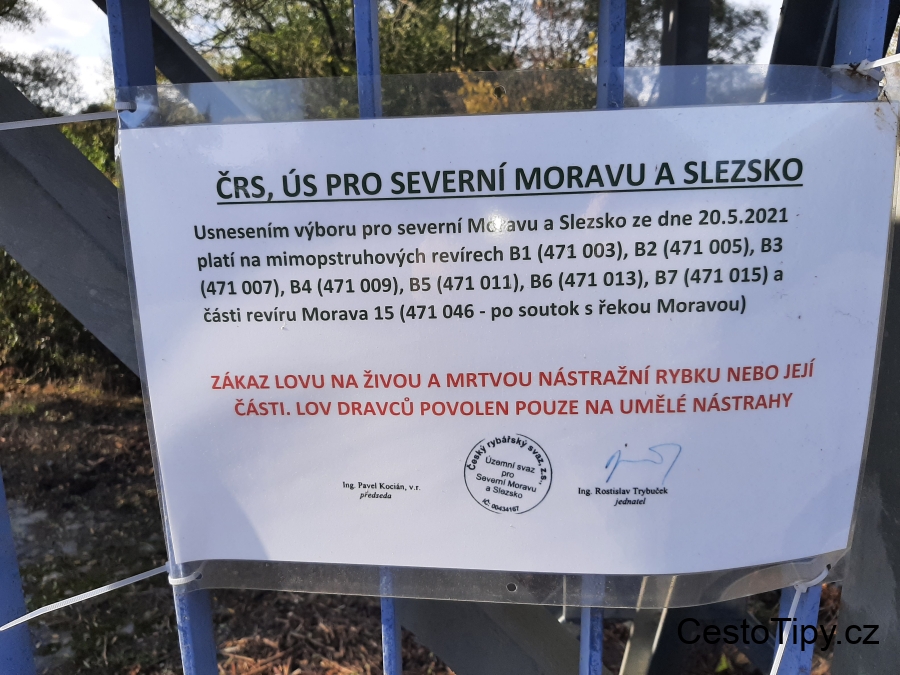 ČRS, ÚS PRO SEVERNÍ MORAVU A SLEZSKO
Usnesením výboru pro severní Moravu a Slezsko ze dne 20.5.2021
platí na mimopstruhových revírech B1 (471 003), B2 (471 005), B3
(471 007), B4 (471 009), B5 (471 011), B6 (471 013), B7 (471 015) a
části revíru Morava 15 (471 046 - po soutok s řekou Moravou)
ZÁKAZ LOVU NA ŽIVOU A MRTVOU NÁSTRAŽNÍ RYBKU NEBO JEJÍ
ČÁSTI. LOV DRAVCŮ POVOLEN POUZE NA UMĚLÉ NÁSTRAHY
Ing. Pavel Kocián, v.r.
předseda
Český rybářský svaz, z.s.,
Územní svaz
pro
Severní Moravu
a Slezsko
IČ: 00434167
Ing. Rostislav Trybuček
jednatel
CestoTipy.cz